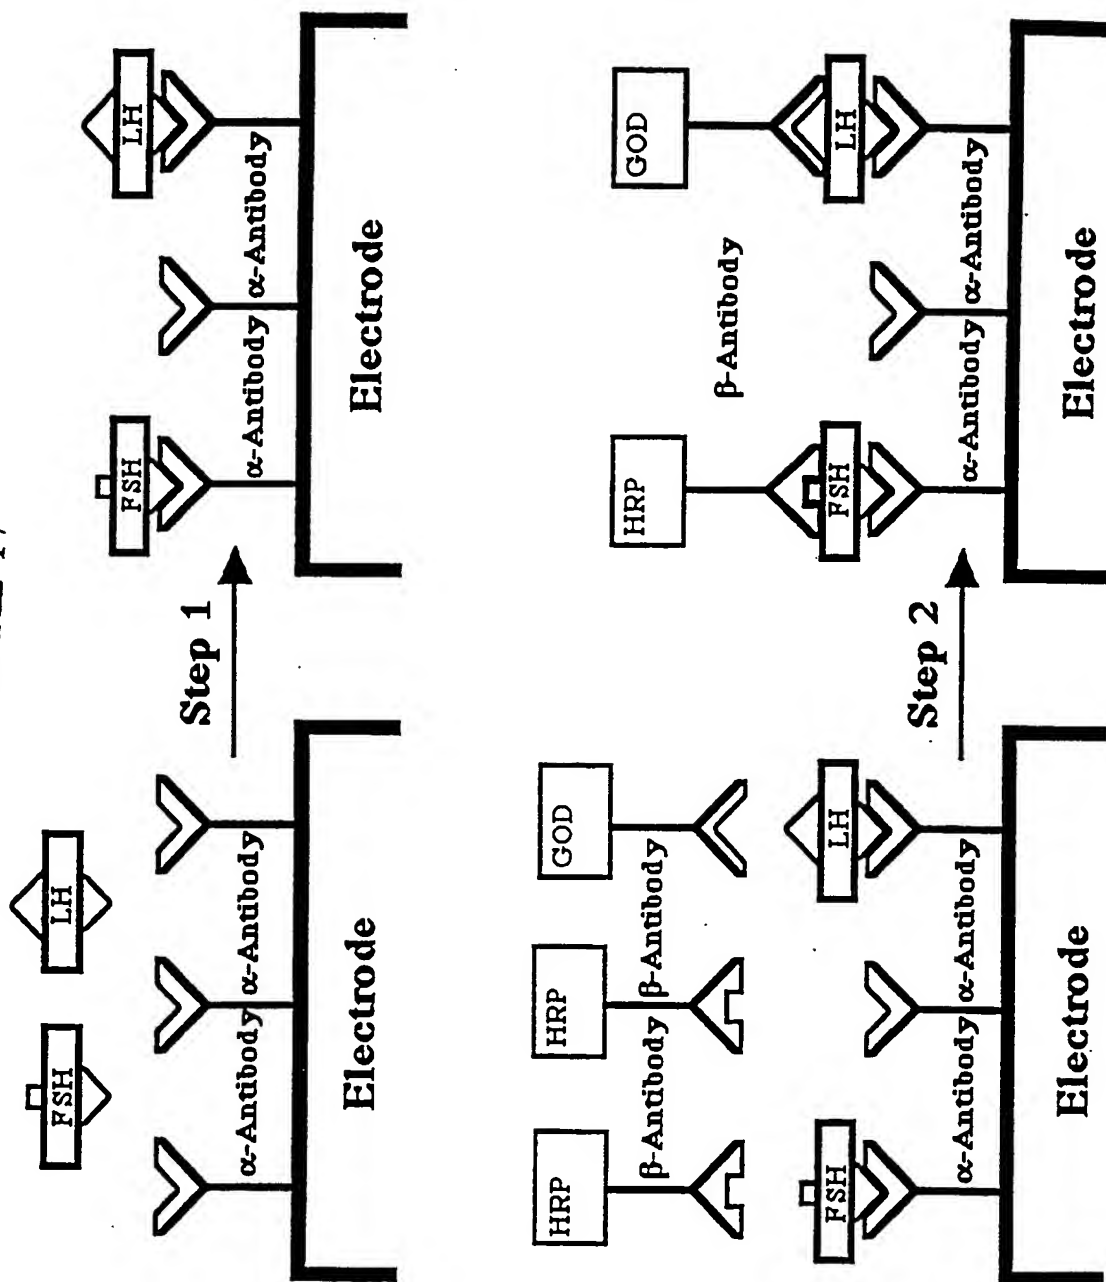 FSH
LH
α-Antibody
α-Antibody
Electrode
Step 1
FSH
LH
α-Antibody
α-Antibody
Electrode
HRP
HRP
GOD
β-Antibody
β-Antibody
FSH
LH
α-Antibody
α-Antibody
Electrode
Step 2
HRP
GOD
β-Antibody
FSH
LH
α-Antibody
α-Antibody
Electrode